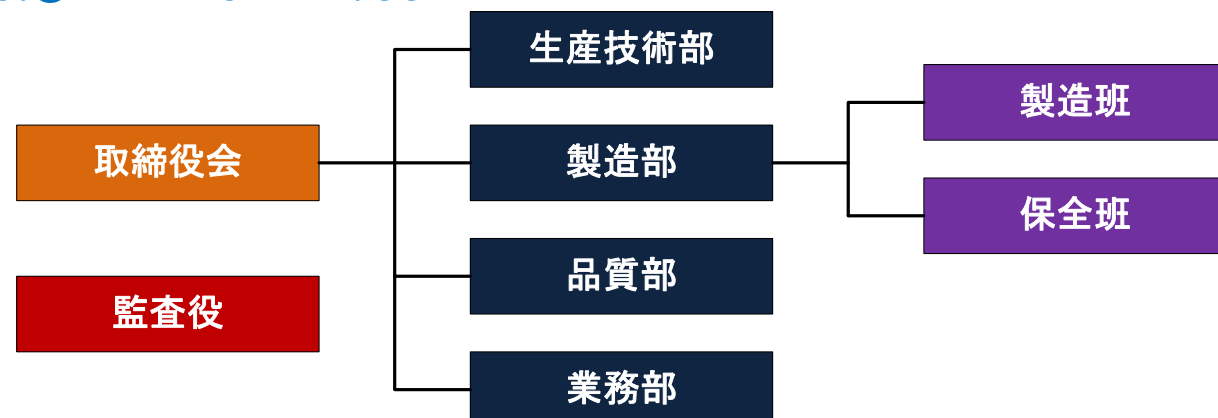 取締役会
監査役
生産技術部
製造部
品質部
業務部
製造班
保全班